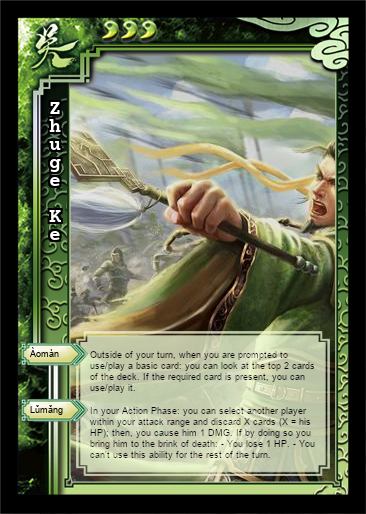 吳
Zhuge Ke
Àomàn
Outside of your turn, when you are prompted to
use/play a basic card: you can look at the top 2 cards
of the deck. If the required card is present, you can
use/play it.
Lŭmăng
In your Action Phase: you can select another player
within your attack range and discard X cards (X = his
HP); then, you cause him 1 DMG. If by doing so you
bring him to the brink of death: - You lose 1 HP. - You
can't use this ability for the rest of the turn.